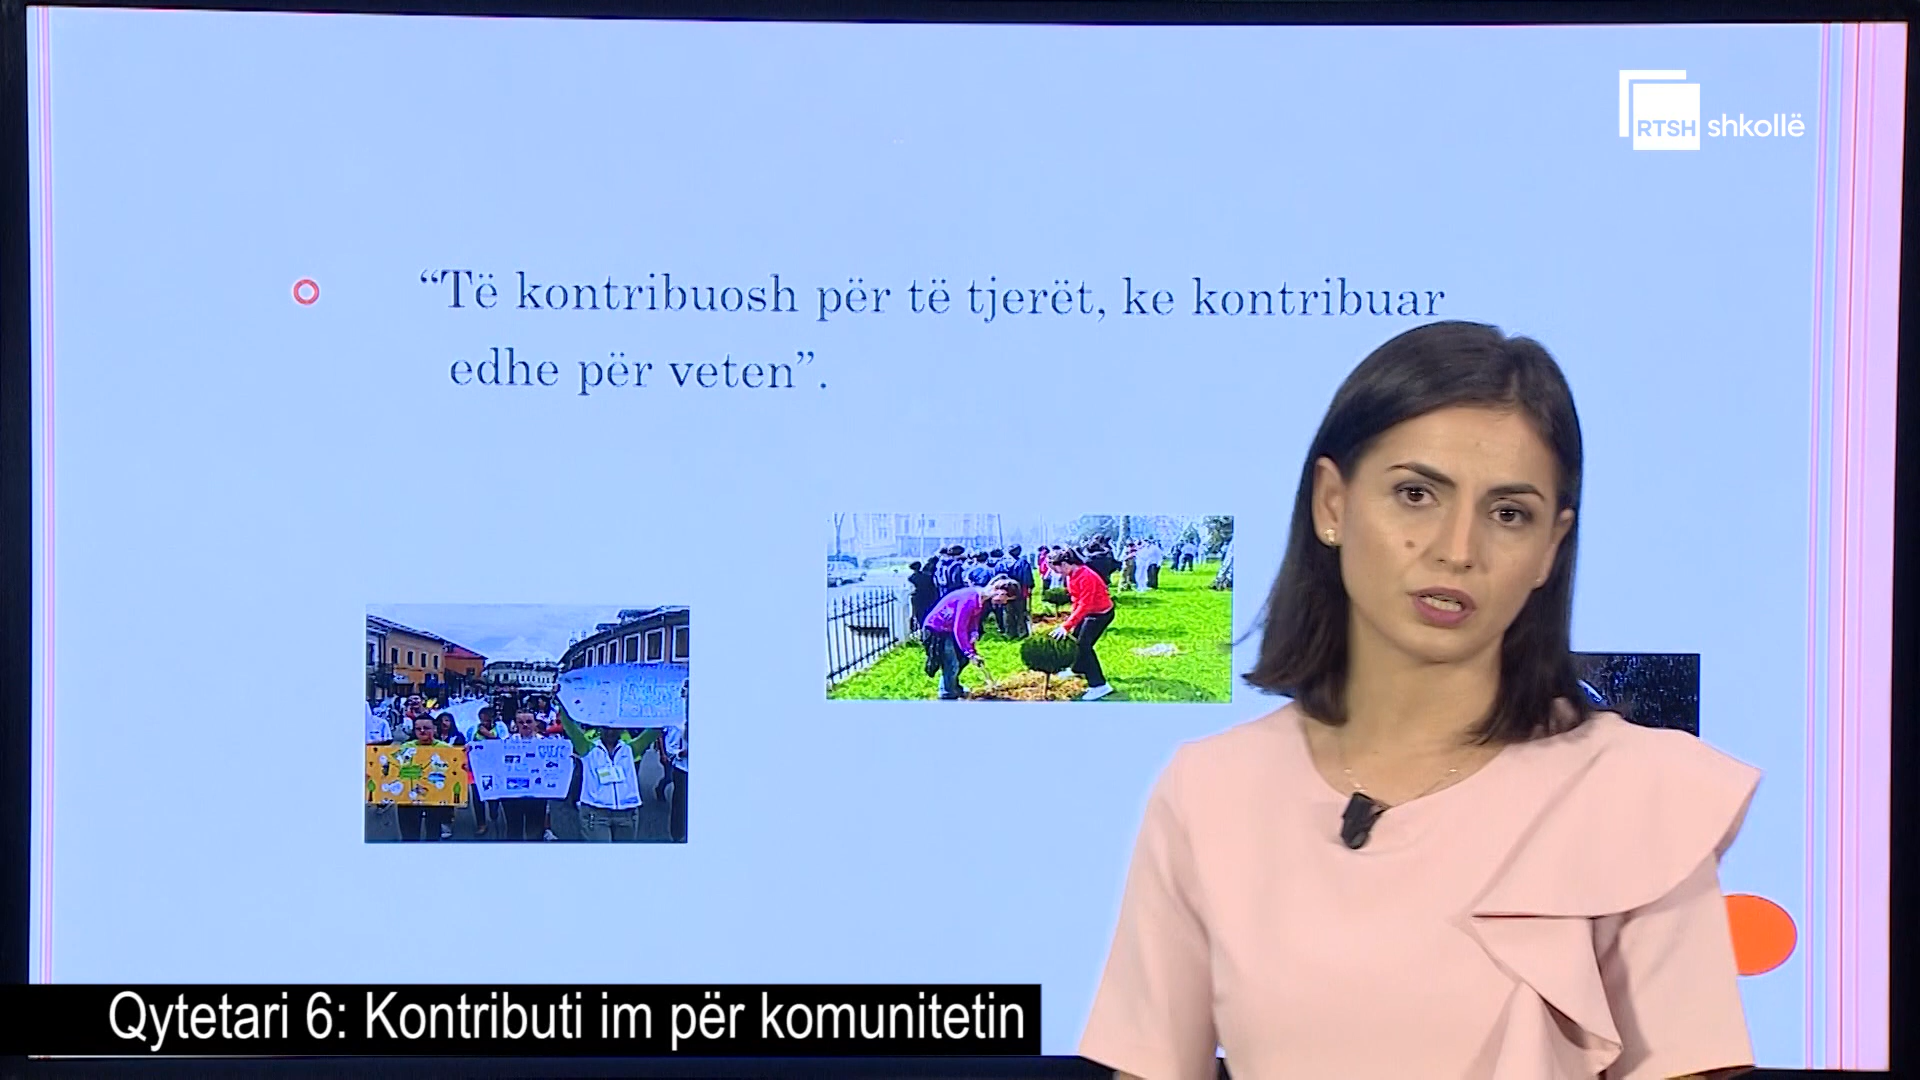 RTSH shkollë
“Të kontribuosh për të tjerët, ke kontribuar
edhe për veten”.
Qytetari 6: Kontributi im për komunitetin